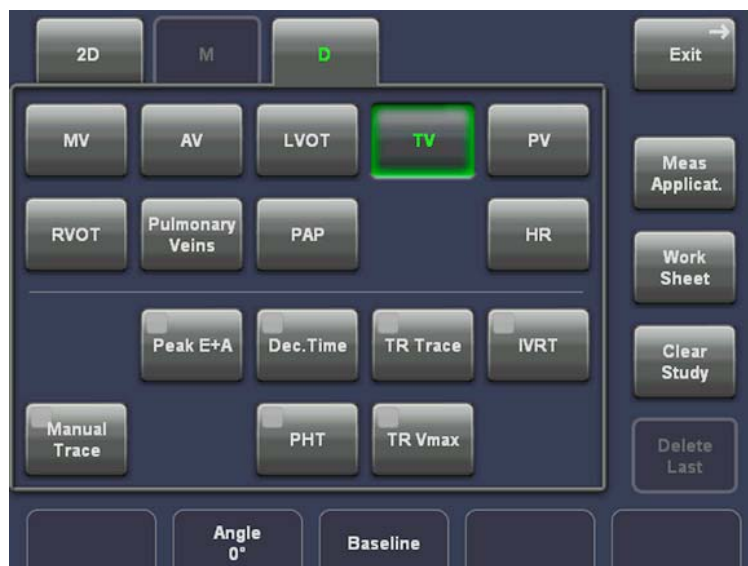 2D
M
D
Exit
MV
AV
LVOT
TV
PV
Meas
Applicat.
RVOT
Pulmonary
Veins
PAP
HR
Work
Sheet
Peak E+A
Dec.Time
TR Trace
IVRT
Clear
Study
Manual
Trace
PHT
TR Vmax
Delete
Last
Angle
0°
Baseline